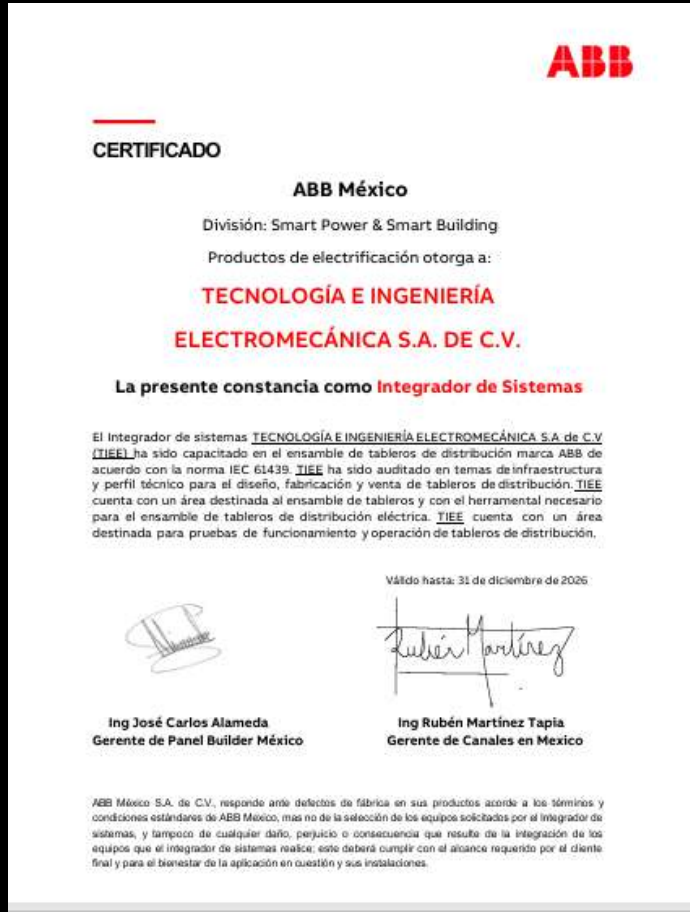 ABB
CERTIFICADO
ABB México
División: Smart Power & Smart Building
Productos de electrificación otorga a:
TECNOLOGÍA E INGENIERÍA
ELECTROMECÁNICA S.A. DE C.V.
La presente constancia como Integrador de Sistemas
El Integrador de sistemas TECNOLOGÍA E INGENIERÍA ELECTROMECÁNICA S.A de C.V
(TIEE) ha sido capacitado en el ensamble de tableros de distribución marca ABB de
acuerdo con la norma IEC 61439. TIEE ha sido auditado en temas de infraestructura
y perfil técnico para el diseño, fabricación y venta de tableros de distribución. TIEE
cuenta con un área destinada al ensamble de tableros y con el herramental necesario
para el ensamble de tableros de distribución eléctrica. TIEE cuenta con un área
destinada para pruebas de funcionamiento y operación de tableros de distribución.
Válido hasta: 31 de diciembre de 2026
Rubén Martínez
Ing José Carlos Alameda
Gerente de Panel Builder México
Ing Rubén Martínez Tapia
Gerente de Canales en Mexico
ABB México S.A. de C.V., responde ante defectos de fábrica en sus productos acorde a los términos y
condiciones estándares de ABB Mexico, mas no de la selección de los equipos solicitados por el Integrador de
sistemas, y tampoco de cualquier daño, perjuicio o consecuencia que resulte de la integración de los
equipos que el integrador de sistemas realice; este deberá cumplir con el alcance requerido por el cliente
final y para el bienestar de la aplicación en cuestión y sus instalaciones.